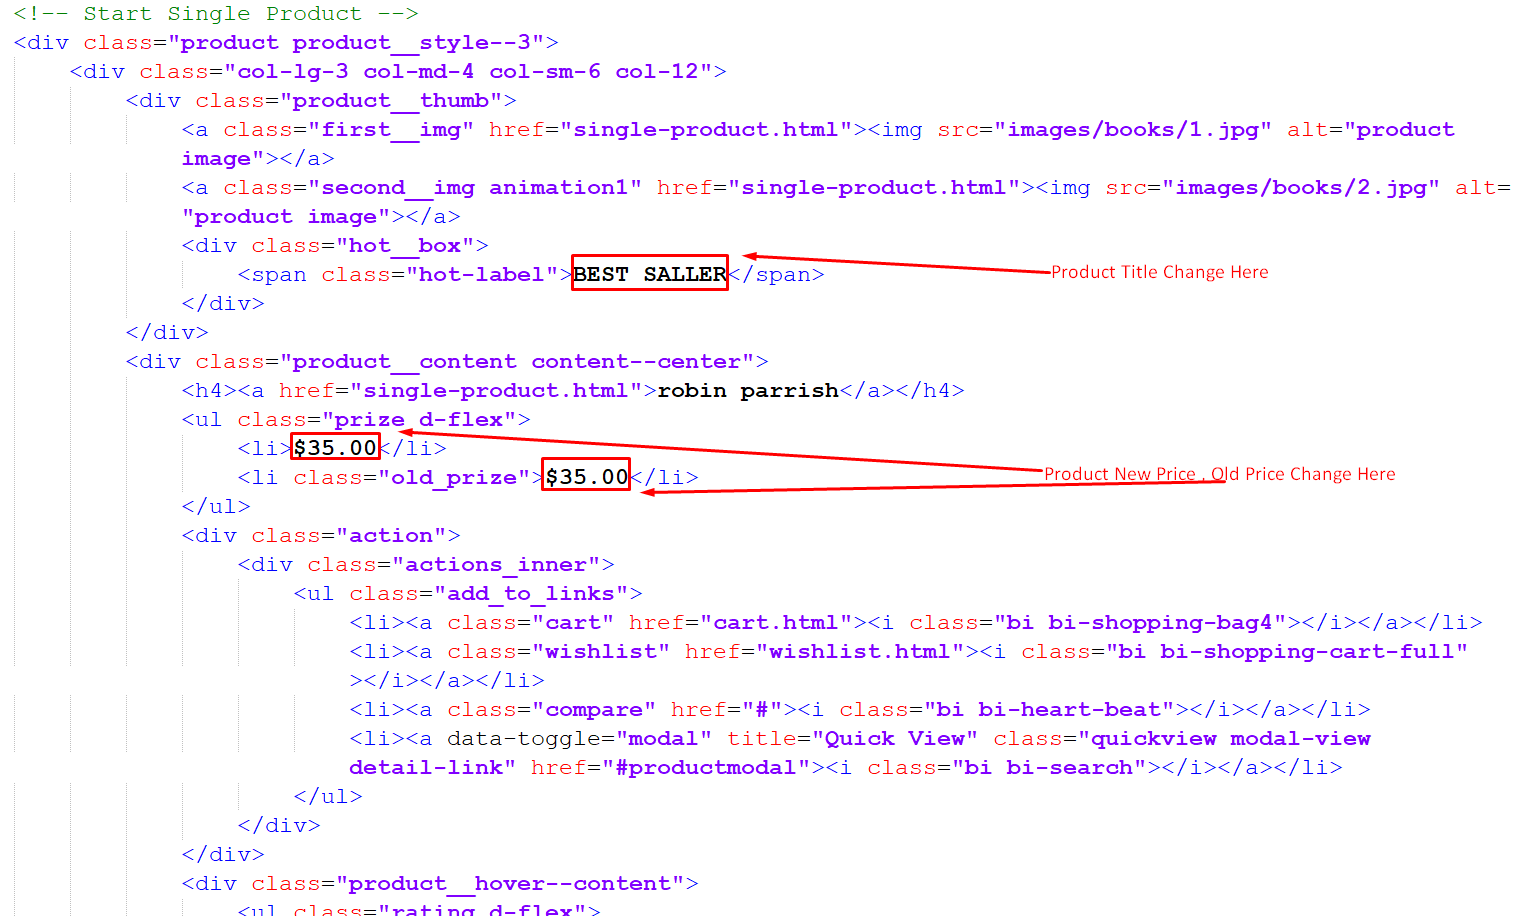 <!-- Start Single Product -->
<div class="product product__style--3">
<div class="col-lg-3 col-md-4 col-sm-6 col-12">
<div class="product__thumb">
<a class="first__img" href="single-product.html"><img src="images/books/1.jpg" alt="product
image"></a>
<a class="second__img animation1" href="single-product.html"><img src="images/books/2.jpg" alt=
"product image"></a>
<div class="hot__box">
<span class="hot-label">BEST SALLER</span>
Product Title Change Here
</div>
</div>
<div class="product__content content--center">
<h4><a href="single-product.html">robin parrish</a></h4>
<ul class="prize d-flex">
<li>$35.00</li>
<li class="old_prize">$35.00</li>
Product New Price , Old Price Change Here
</ul>
<div class="action">
<div class="actions_inner">
<ul class="add_to_links">
<li><a class="cart" href="cart.html"><i class="bi bi-shopping-bag4"></i></a></li>
<li><a class="wishlist" href="wishlist.html"><i class="bi bi-shopping-cart-full"
></i></a></li>
<li><a class="compare" href="#"><i class="bi bi-heart-beat"></i></a></li>
<li><a data-toggle="modal" title="Quick View" class="quickview modal-view
detail-link" href="#productmodal"><i class="bi bi-search"></i></a></li>
</ul>
</div>
</div>
<div class="product__hover--content">
<ul class="rating d-flex">